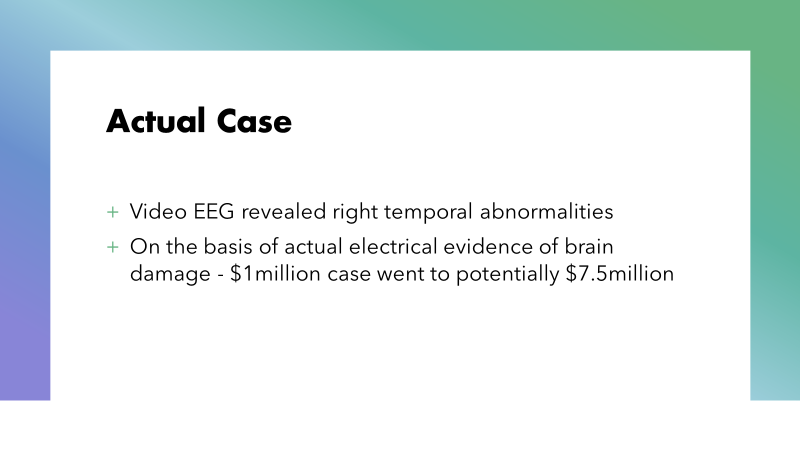 Actual Case
+ Video EEG revealed right temporal abnormalities
+ On the basis of actual electrical evidence of brain
damage - $1million case went to potentially $7.5million